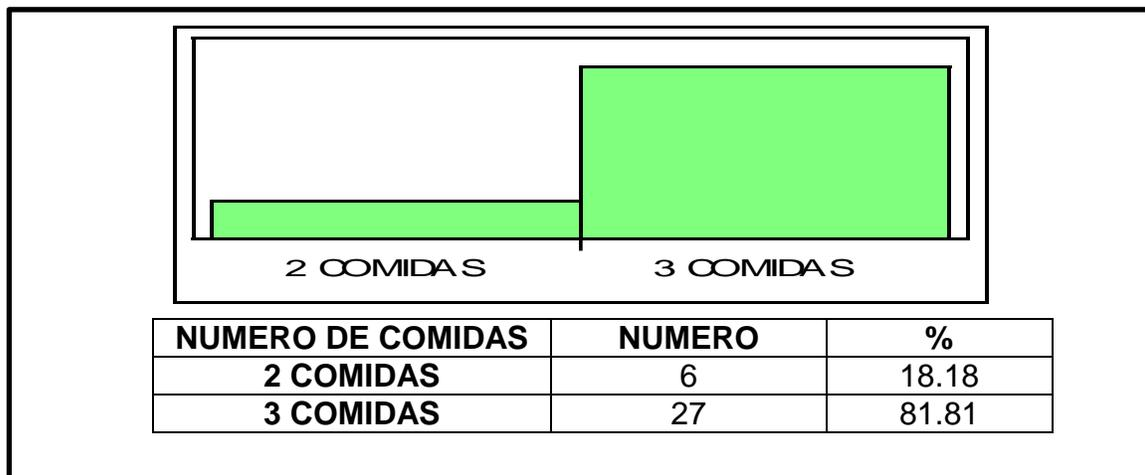 2 COMIDAS 3 COMIDAS
NUMERO DE COMIDAS NUMERO %
2 COMIDAS 6 18.18
3 COMIDAS 27 81.81